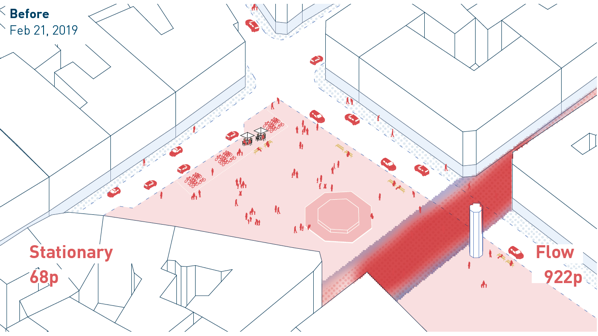 Before
Feb 21, 2019
Stationary
68p
Flow
922p